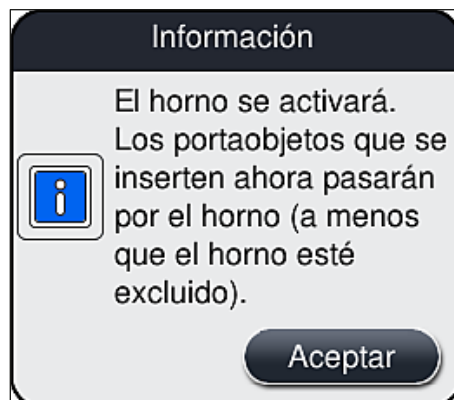 Información
El horno se activará.
Los portaobjetos que se
inserten ahora pasarán
por el horno (a menos
que el horno esté
excluido).
Aceptar